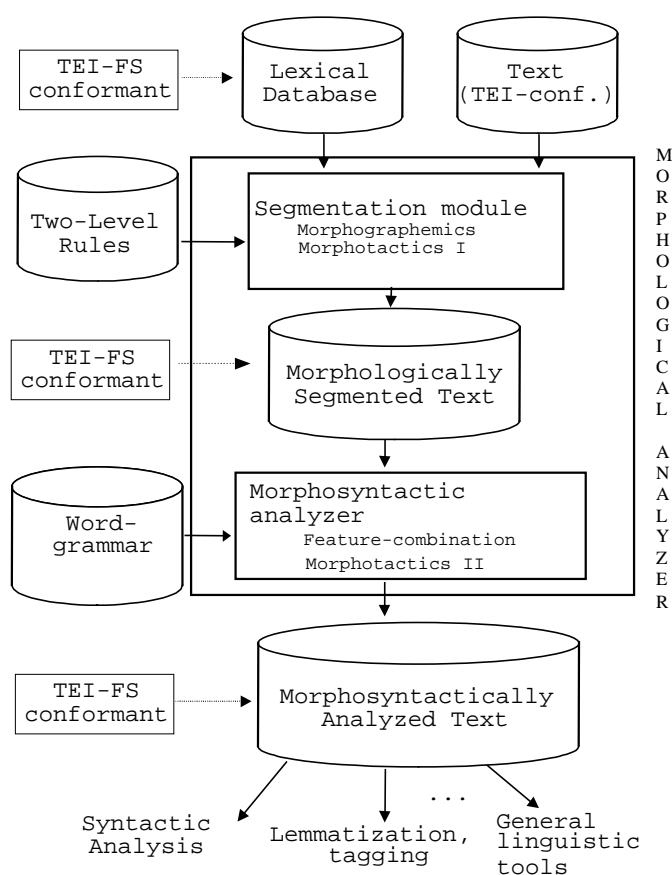 TEI-FS
conformant
Lexical
Database
Text
(TEI-conf.)
Two-Level
Rules
Segmentation module
Morphographemics
Morphotactics I
TEI-FS
conformant
Morphologically
Segmented Text
Word-
grammar
Morphosyntactic
analyzer
Feature-combination
Morphotactics II
MORPHOLOGICAL ANALYZER
TEI-FS
conformant
Morphosyntactically
Analyzed Text
...
Syntactic
Analysis
Lemmatization,
tagging
General
linguistic
tools